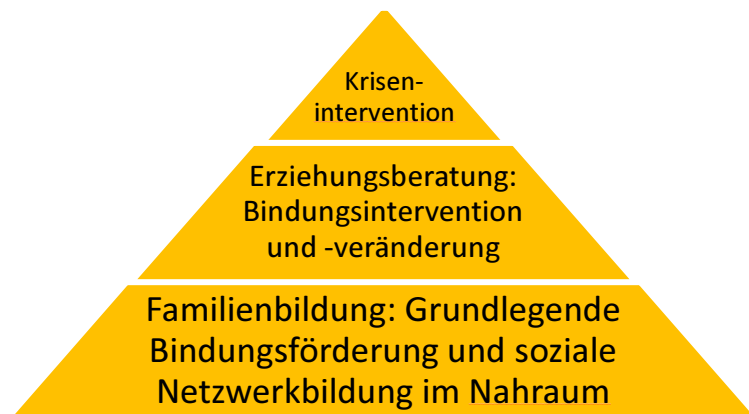 Krisen-
intervention
Erziehungsberatung:
Bindungsintervention
und -veränderung
Familienbildung: Grundlegende
Bindungsförderung und soziale
Netzwerkbildung im Nahraum